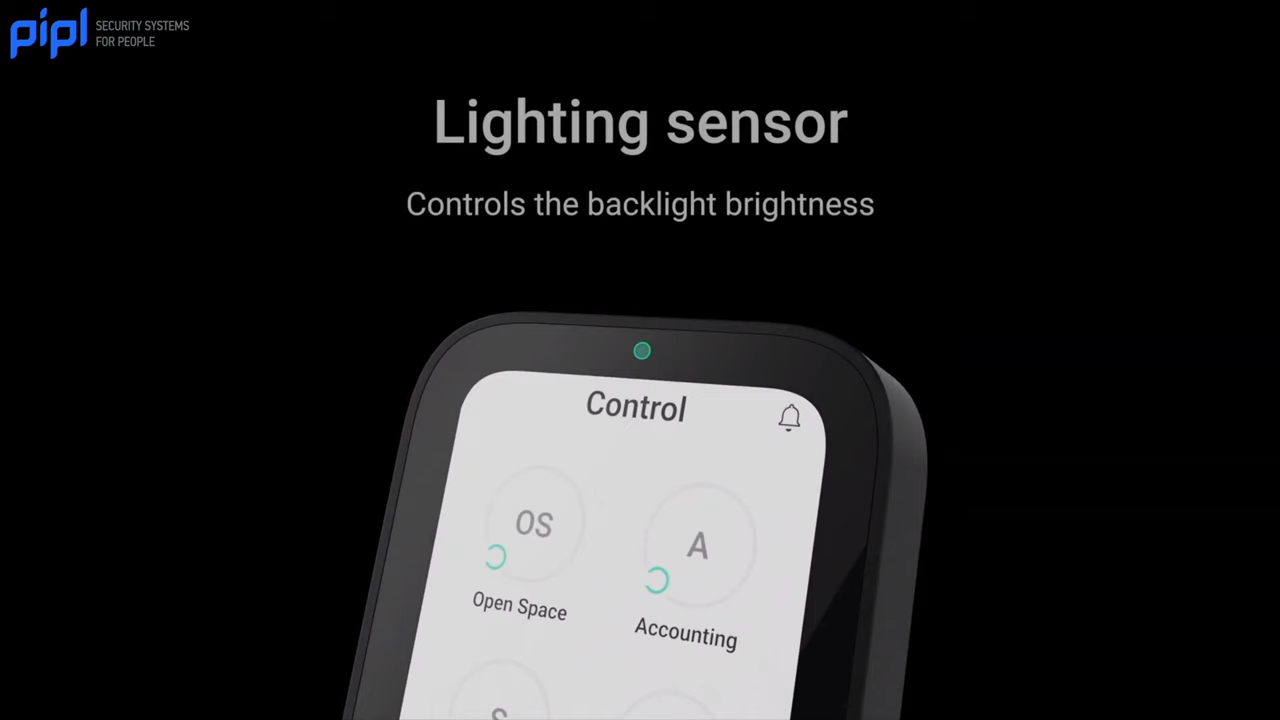 pipl
SECURITY SYSTEMS
FOR PEOPLE
Lighting sensor
Controls the backlight brightness
Control
OS
A
Open Space
Accounting
S